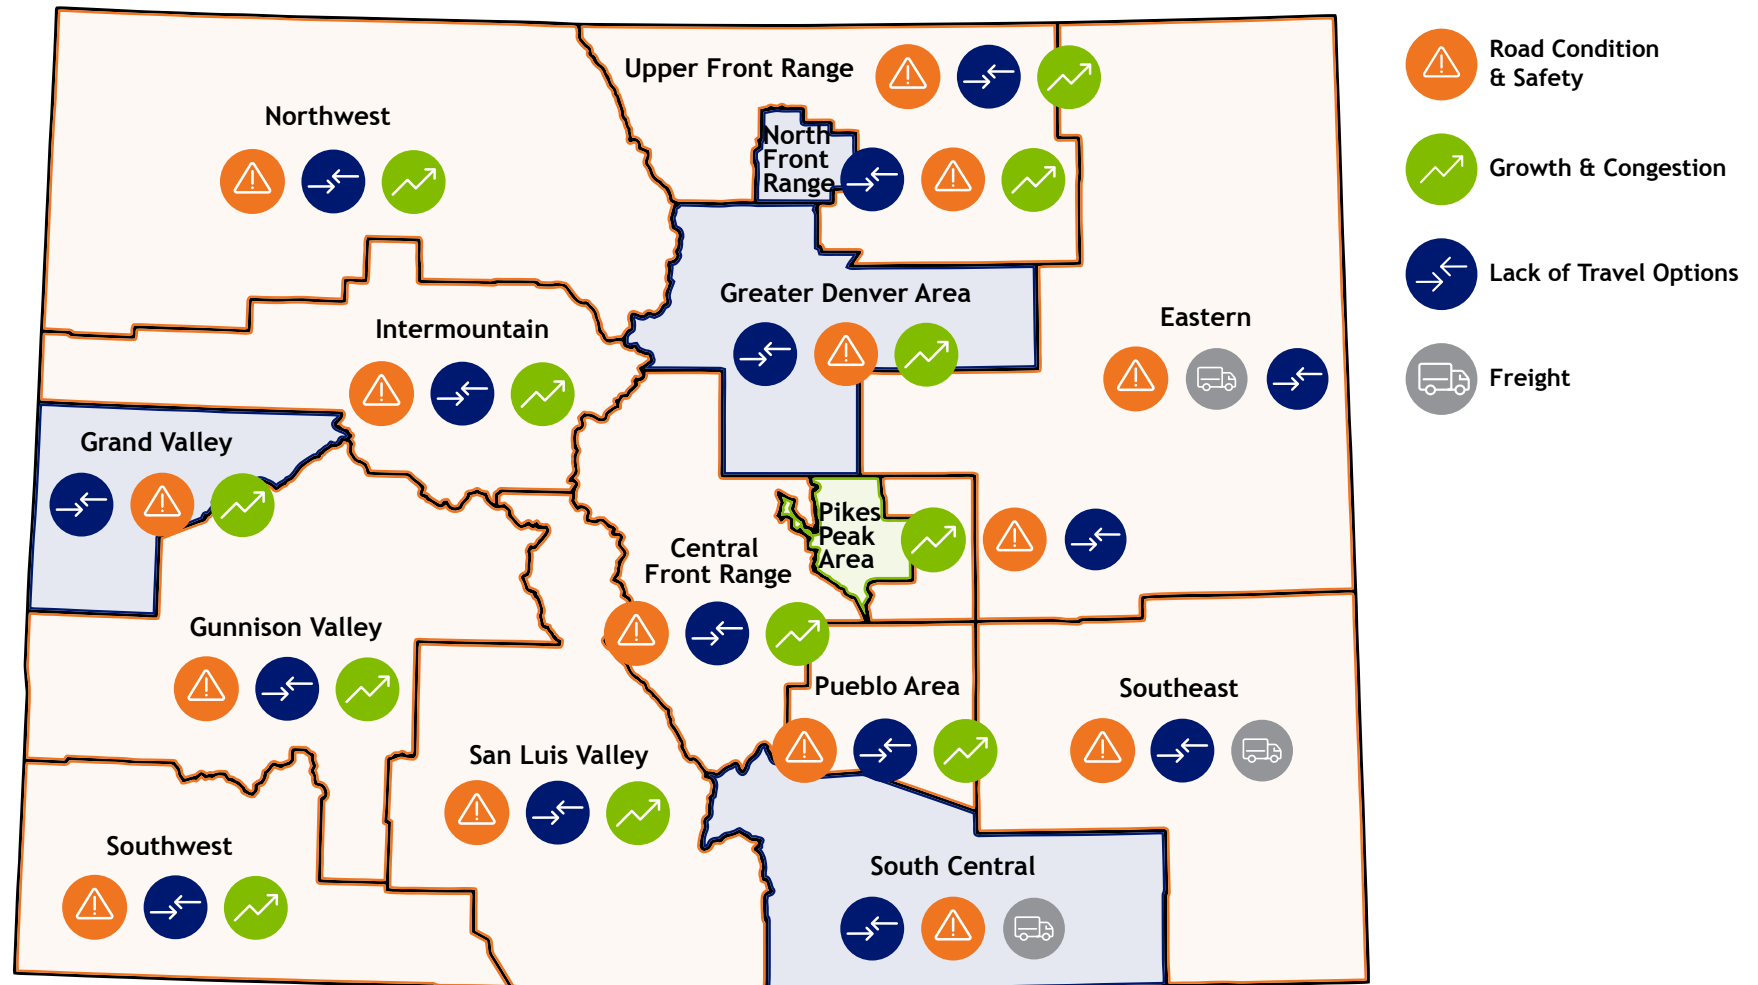 Upper Front Range
Northwest
North
Front
Range
Greater Denver Area
Intermountain
Eastern
Grand Valley
Pikes
Peak
Area
Central
Front Range
Gunnison Valley
Pueblo Area
Southeast
San Luis Valley
Southwest
South Central
Road Condition
& Safety
Growth & Congestion
Lack of Travel Options
Freight